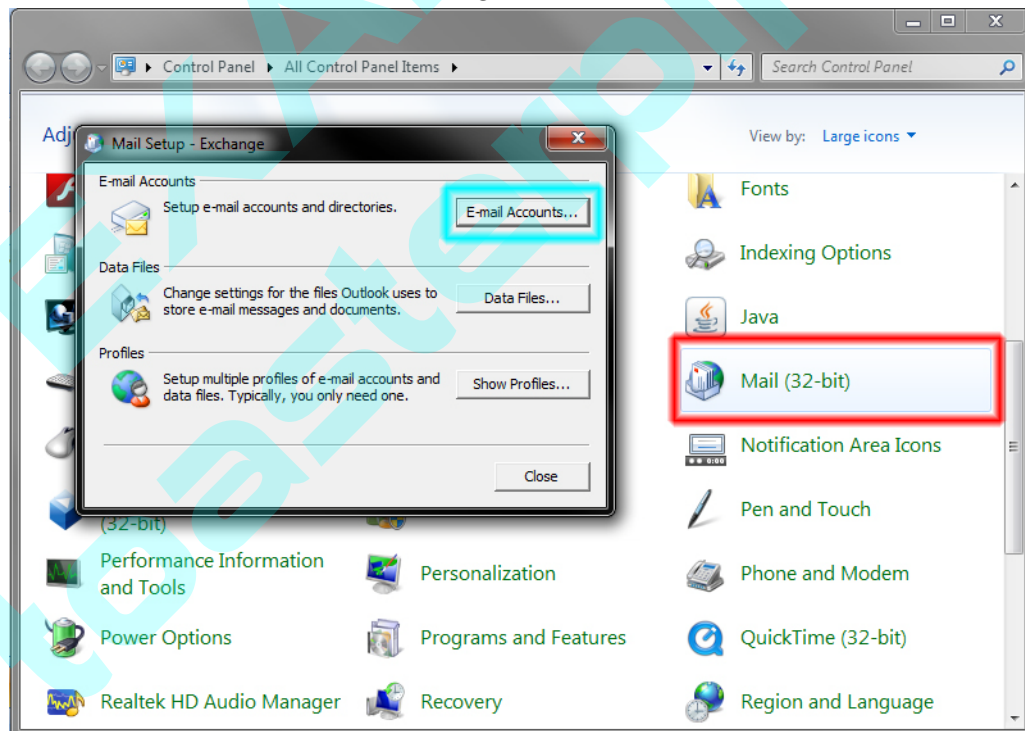 Control Panel ▸ All Control Panel Items ▸
Search Control Panel
Adj
View by: Large icons
Mail Setup - Exchange
E-mail Accounts
Setup e-mail accounts and directories.
E-mail Accounts...
Data Files
Change settings for the files Outlook uses to
store e-mail messages and documents.
Data Files...
Profiles
Setup multiple profiles of e-mail accounts and
data files. Typically, you only need one.
Show Profiles...
Close
Fonts
Indexing Options
Java
Mail (32-bit)
Notification Area Icons
(32-bit)
Pen and Touch
Performance Information
and Tools
Personalization
Phone and Modem
Power Options
Programs and Features
QuickTime (32-bit)
Realtek HD Audio Manager
Recovery
Region and Language